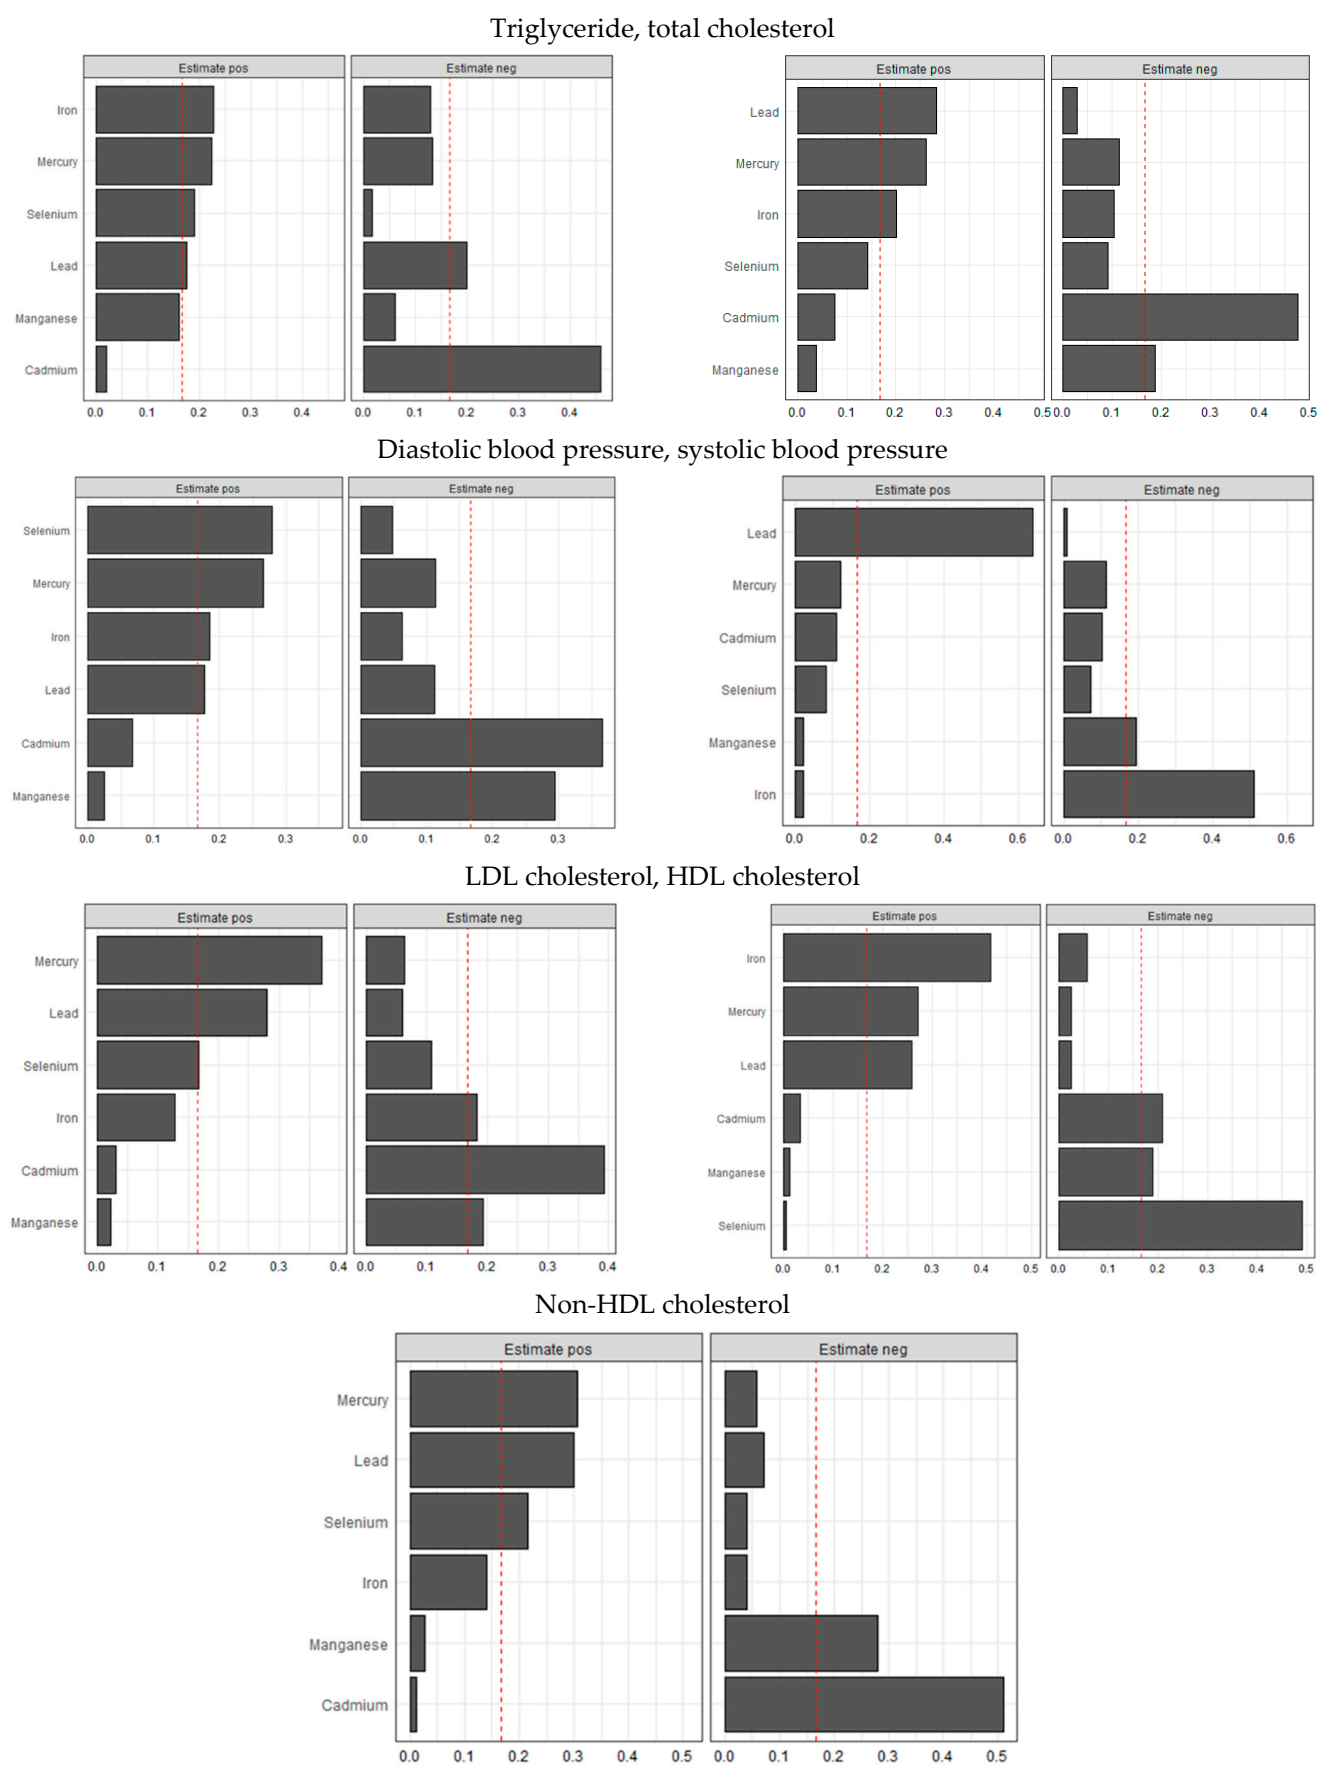 Triglyceride, total cholesterol
Estimate pos
Estimate neg
Iron
Mercury
Selenium
Lead
Manganese
Cadmium
0.0 0.1 0.2 0.3 0.4
0.0 0.1 0.2 0.3 0.4
Estimate pos
Estimate neg
Lead
Mercury
Iron
Selenium
Cadmium
Manganese
0.0 0.1 0.2 0.3 0.4 0.5
0.0 0.1 0.2 0.3 0.4 0.5
Diastolic blood pressure, systolic blood pressure
Estimate pos
Estimate neg
Selenium
Mercury
Iron
Lead
Cadmium
Manganese
0.0 0.1 0.2 0.3
0.0 0.1 0.2 0.3
Estimate pos
Estimate neg
Lead
Mercury
Cadmium
Selenium
Manganese
Iron
0.0 0.2 0.4 0.6
0.0 0.2 0.4 0.6
LDL cholesterol, HDL cholesterol
Estimate pos
Estimate neg
Mercury
Lead
Selenium
Iron
Cadmium
Manganese
0.0 0.1 0.2 0.3 0.4
0.0 0.1 0.2 0.3 0.4
Estimate pos
Estimate neg
Iron
Mercury
Lead
Cadmium
Manganese
Selenium
0.0 0.1 0.2 0.3 0.4 0.5
0.0 0.1 0.2 0.3 0.4 0.5
Non-HDL cholesterol
Estimate pos
Estimate neg
Mercury
Lead
Selenium
Iron
Manganese
Cadmium
0.0 0.1 0.2 0.3 0.4 0.5
0.0 0.1 0.2 0.3 0.4 0.5